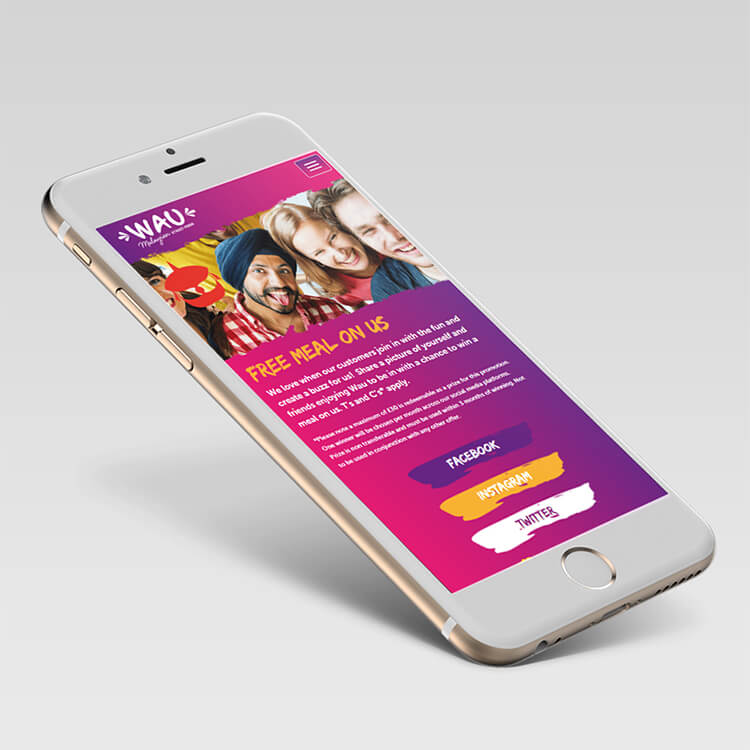 WAU
Malaysian STREET FOOD
FREE MEAL ON US
We love when our customers join in with the fun and
create a buzz for us! Share a picture of yourself and
friends enjoying Wau to be in with a chance to win a
meal on us. T's and C's* apply.
*Please note a maximum of £50 is redeemable as a prize for this promotion.
One winner will be chosen per month across our social media platforms.
Prize is non transferable and must be used within 3 months of winning. Not
to be used in conjunction with any other offer.
FACEBOOK
INSTAGRAM
TWITTER